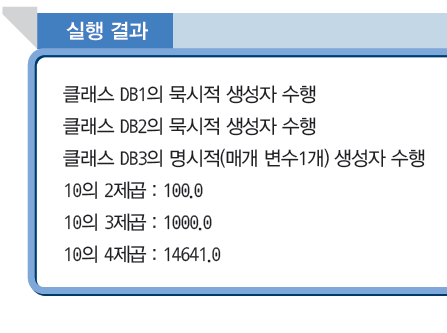 실행 결과
클래스 DB1의 묵시적 생성자 수행
클래스 DB2의 묵시적 생성자 수행
클래스 DB3의 명시적(매개 변수1개) 생성자 수행
10의 2제곱 : 100.0
10의 3제곱 : 1000.0
10의 4제곱 : 14641.0